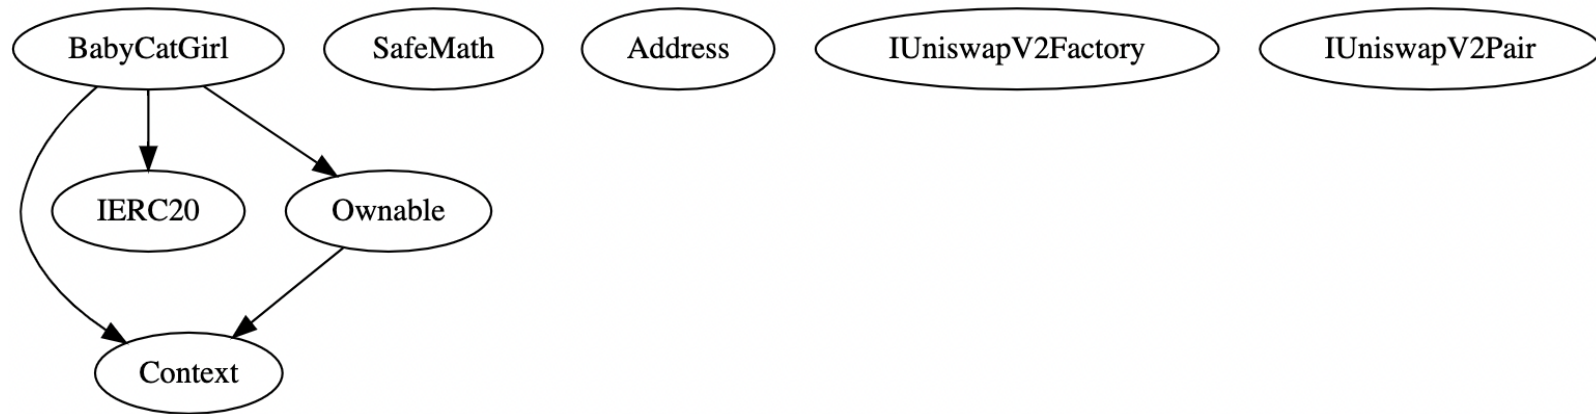 BabyCatGirl
SafeMath
Address
IUniswapV2Factory
IUniswapV2Pair
IERC20
Ownable
Context